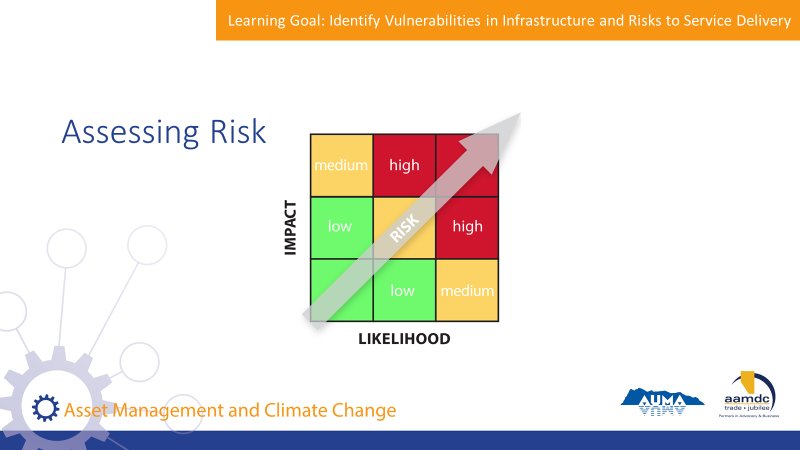 Learning Goal: Identify Vulnerabilities in Infrastructure and Risks to Service Delivery
Assessing Risk
medium high
IMPACT
low RISK high
low medium
LIKELIHOOD
Asset Management and Climate Change
AUMA
aamdc
trade • jubilee
Partners in Advocacy & Business